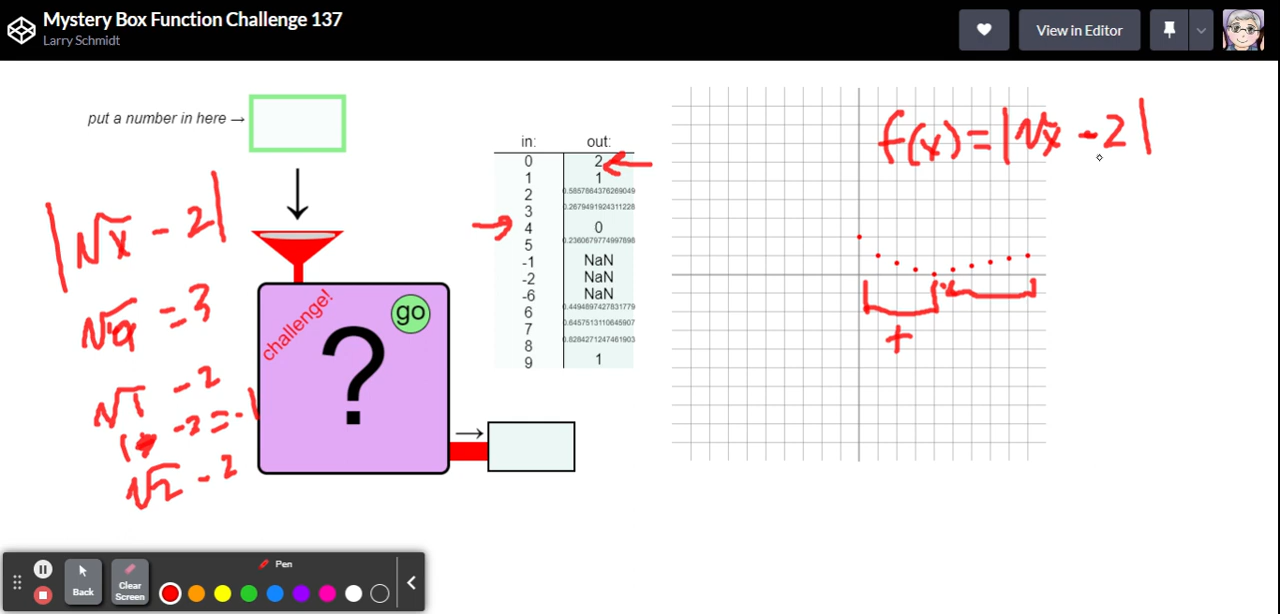 Mystery Box Function Challenge 137
Larry Schmidt
View in Editor
put a number in here →
in: out:
0 2
1 1
2 0.5857864376269049
3 0.2679491924311228
4 0
5 0.2360679774997898
-1 NaN
-2 NaN
-6 NaN
6 0.4494897427831779
7 0.6457513110645907
8 0.8284271247461903
9 1
f(x) = |√x - 2|
|√x - 2|
√9 = 3
√1 - 2
1 - 2 = -1
√2 - 2
challenge!
go
?
+
Pen
Back
Clear
Screen